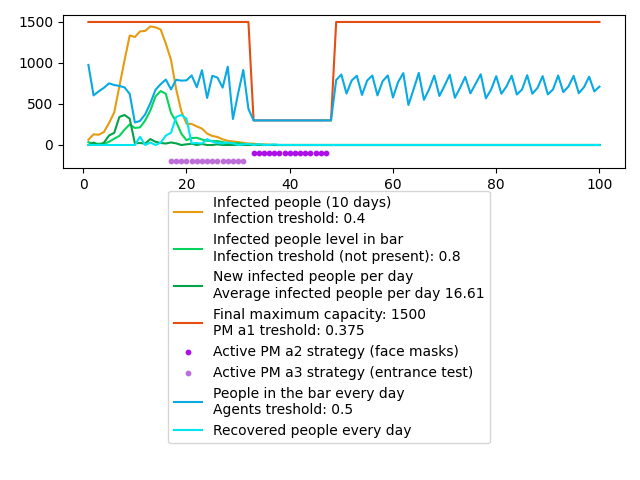 1500
1000
500
0
0 20 40 60 80 100
Infected people (10 days)
Infection treshold: 0.4
Infected people level in bar
Infection treshold (not present): 0.8
New infected people per day
Average infected people per day 16.61
Final maximum capacity: 1500
PM a1 treshold: 0.375
Active PM a2 strategy (face masks)
Active PM a3 strategy (entrance test)
People in the bar every day
Agents treshold: 0.5
Recovered people every day